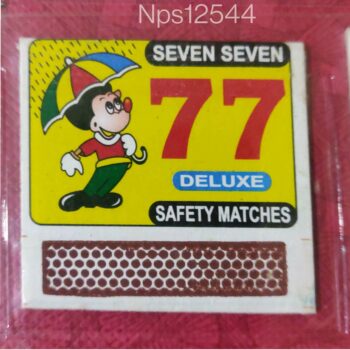 Nps12544
SEVEN SEVEN
77
DELUXE
SAFETY MATCHES